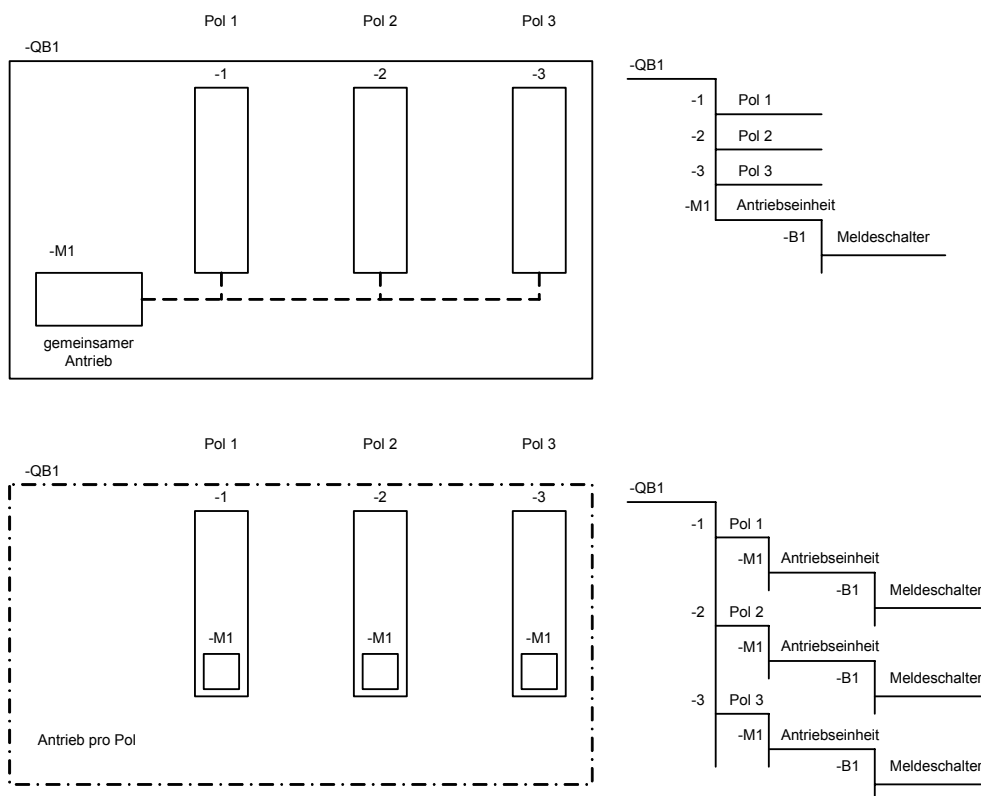 Pol 1 Pol 2 Pol 3
-QB1
-1 -2 -3
-M1
gemeinsamer
Antrieb
-QB1
-1 Pol 1
-2 Pol 2
-3 Pol 3
-M1 Antriebseinheit
-B1 Meldeschalter
Pol 1 Pol 2 Pol 3
-QB1
-1 -2 -3
-M1 -M1 -M1
Antrieb pro Pol
-QB1
-1 Pol 1
-M1 Antriebseinheit
-B1 Meldeschalter
-2 Pol 2
-M1 Antriebseinheit
-B1 Meldeschalter
-3 Pol 3
-M1 Antriebseinheit
-B1 Meldeschalter